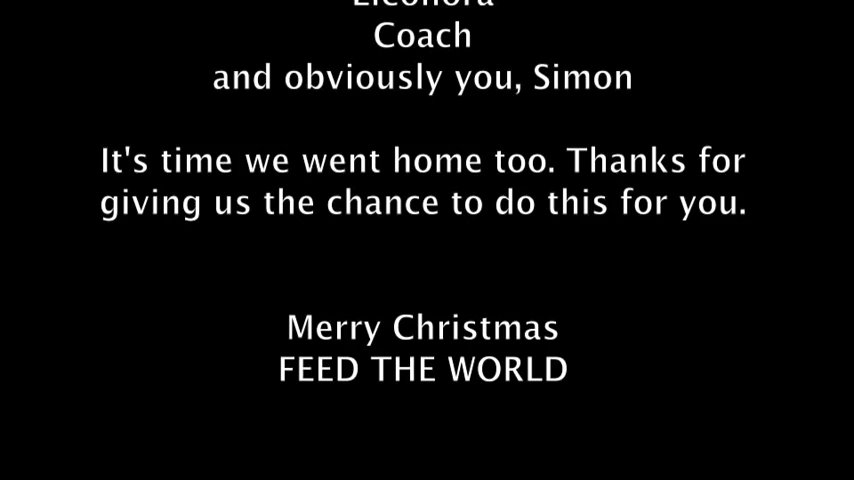 Eleonora
Coach
and obviously you, Simon
It's time we went home too. Thanks for
giving us the chance to do this for you.
Merry Christmas
FEED THE WORLD